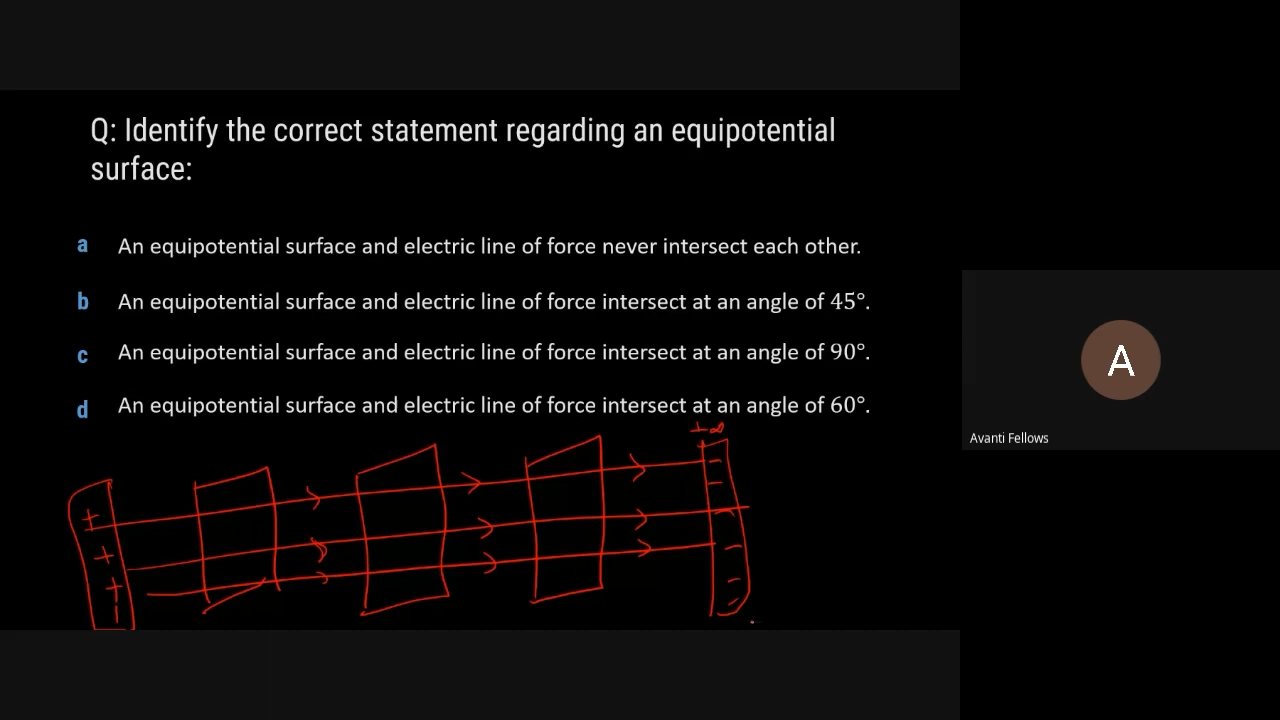 Q: Identify the correct statement regarding an equipotential
surface:
a An equipotential surface and electric line of force never intersect each other.
b An equipotential surface and electric line of force intersect at an angle of 45°.
c An equipotential surface and electric line of force intersect at an angle of 90°.
d An equipotential surface and electric line of force intersect at an angle of 60°.
A
Avanti Fellows